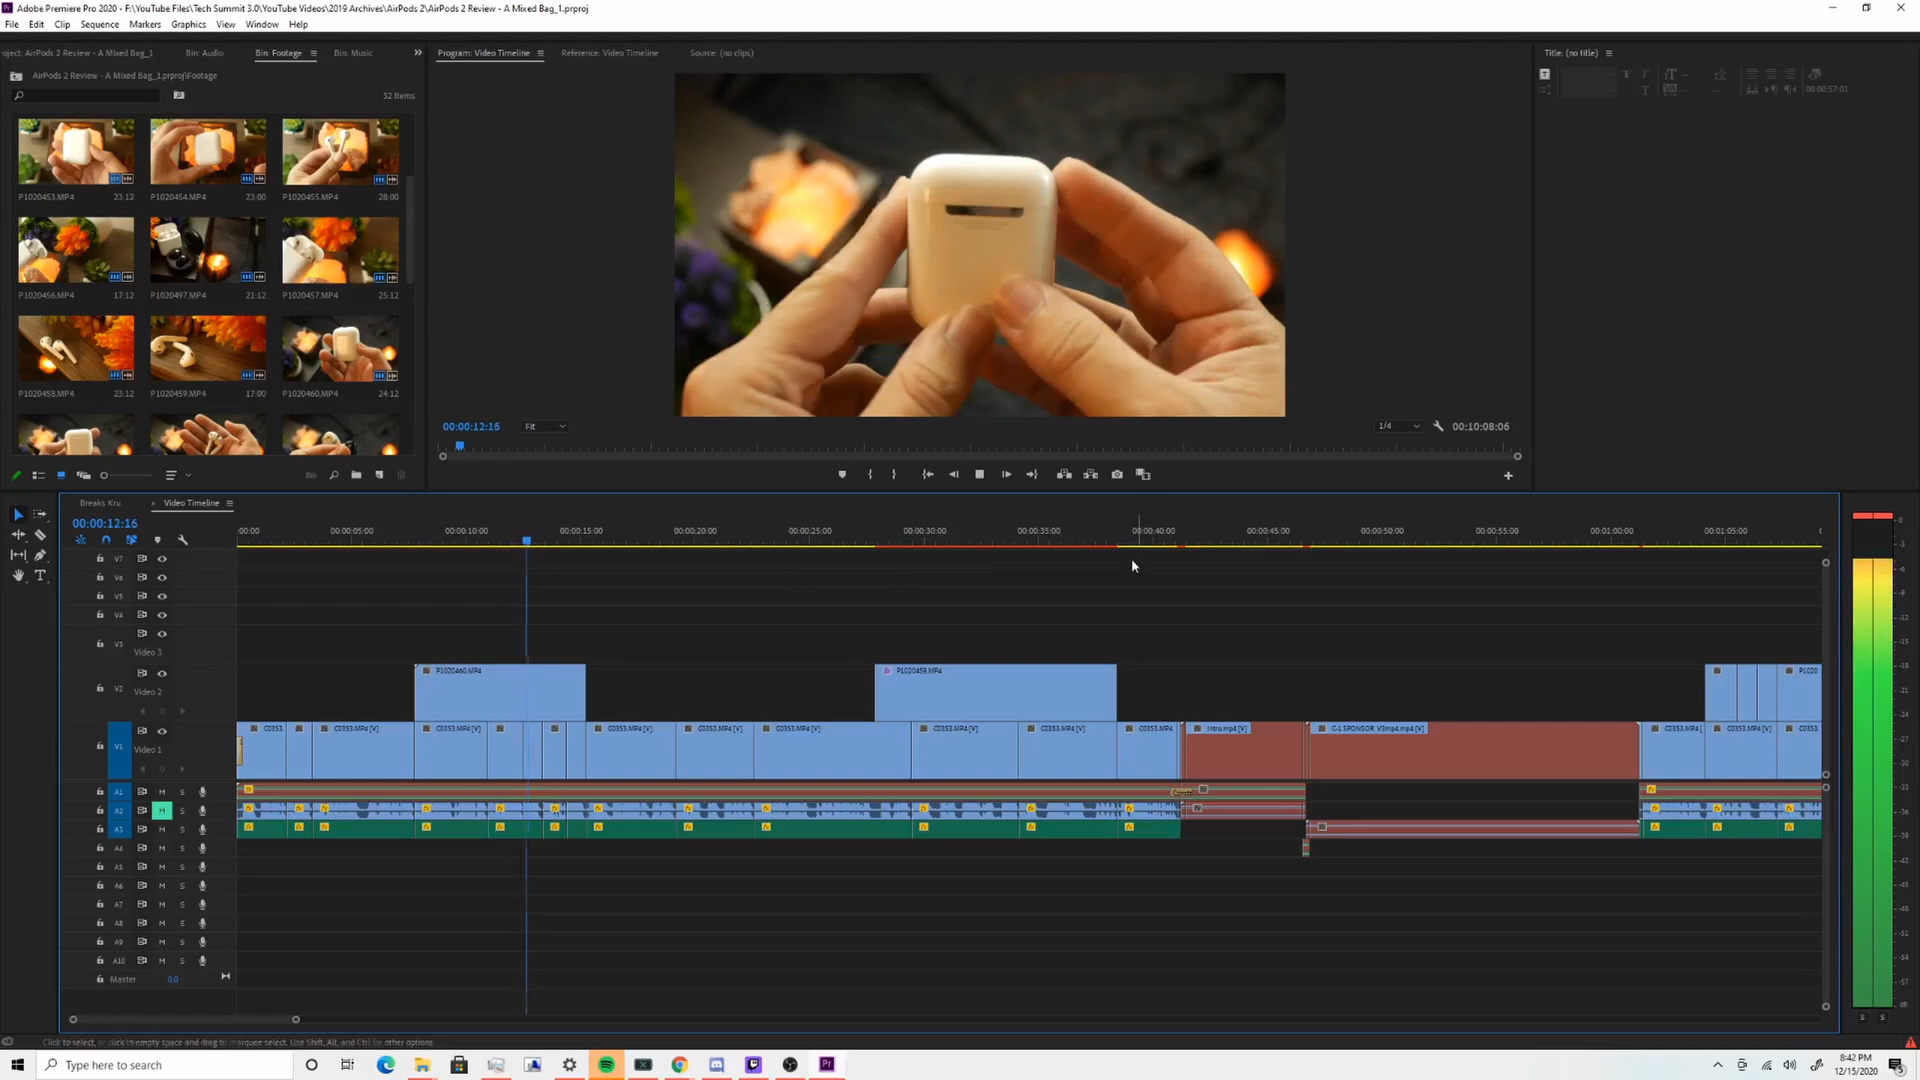 Adobe Premiere Pro 2020 - F:\YouTube Files\Tech Summit 3.0\YouTube Videos\2019 Archives\AirPods 2\AirPods 2 Review - A Mixed Bag_1.prproj
File Edit Clip Sequence Markers Graphics View Window Help
oject: AirPods 2 Review - A Mixed Bag_1 Bin: Audio Bin: Footage Bin: Music
Program: Video Timeline Reference: Video Timeline Source: (no clips)
Title: (no title)
AirPods 2 Review - A Mixed Bag_1.prproj\Footage
32 Items
00:00:57:01
P1020453.MP4 23:12 P1020454.MP4 23:00 P1020455.MP4 28:00
P1020456.MP4 17:12 P1020497.MP4 21:12 P1020457.MP4 25:12
P1020458.MP4 23:12 P1020459.MP4 17:00 P1020460.MP4 24:12
00:00:12:16 Fit 1/4 00:10:08:06
Breaks Kru Video Timeline
00:00:12:16
:00:00 00:00:05:00 00:00:10:00 00:00:15:00 00:00:20:00 00:00:25:00 00:00:30:00 00:00:35:00 00:00:40:00 00:00:45:00 00:00:50:00 00:00:55:00 00:01:00:00 00:01:05:00
V7
V6
V5
V4
V3
Video 3
P1020460.MP4 P1020459.MP4 P1020
V2 Video 2
C0353. C0353.MP4 [V] C0353.MP4 [V] C0353.MP4 [V] C0353.MP4 [V] C0353.MP4 [V] C0353.MP4 [V] C0353.MP4 [V] C0353.MP4 Intro.mp4 [V] C-1 SPONSOR V3mp4.mp4 [V] C0353.MP4 [ C0353.MP4 [V] C0353.
V1 Video 1
A1 M S
A2 M S
A3 M S
A4 M S
A5 M S
A6 M S
A7 M S
A8 M S
A9 M S
A10 M S
Master 0.0
S S
Click to select, or click in empty space and drag to marquee select. Use Shift, Alt, and Ctrl for other options.
Type here to search
8:42 PM
12/15/2020